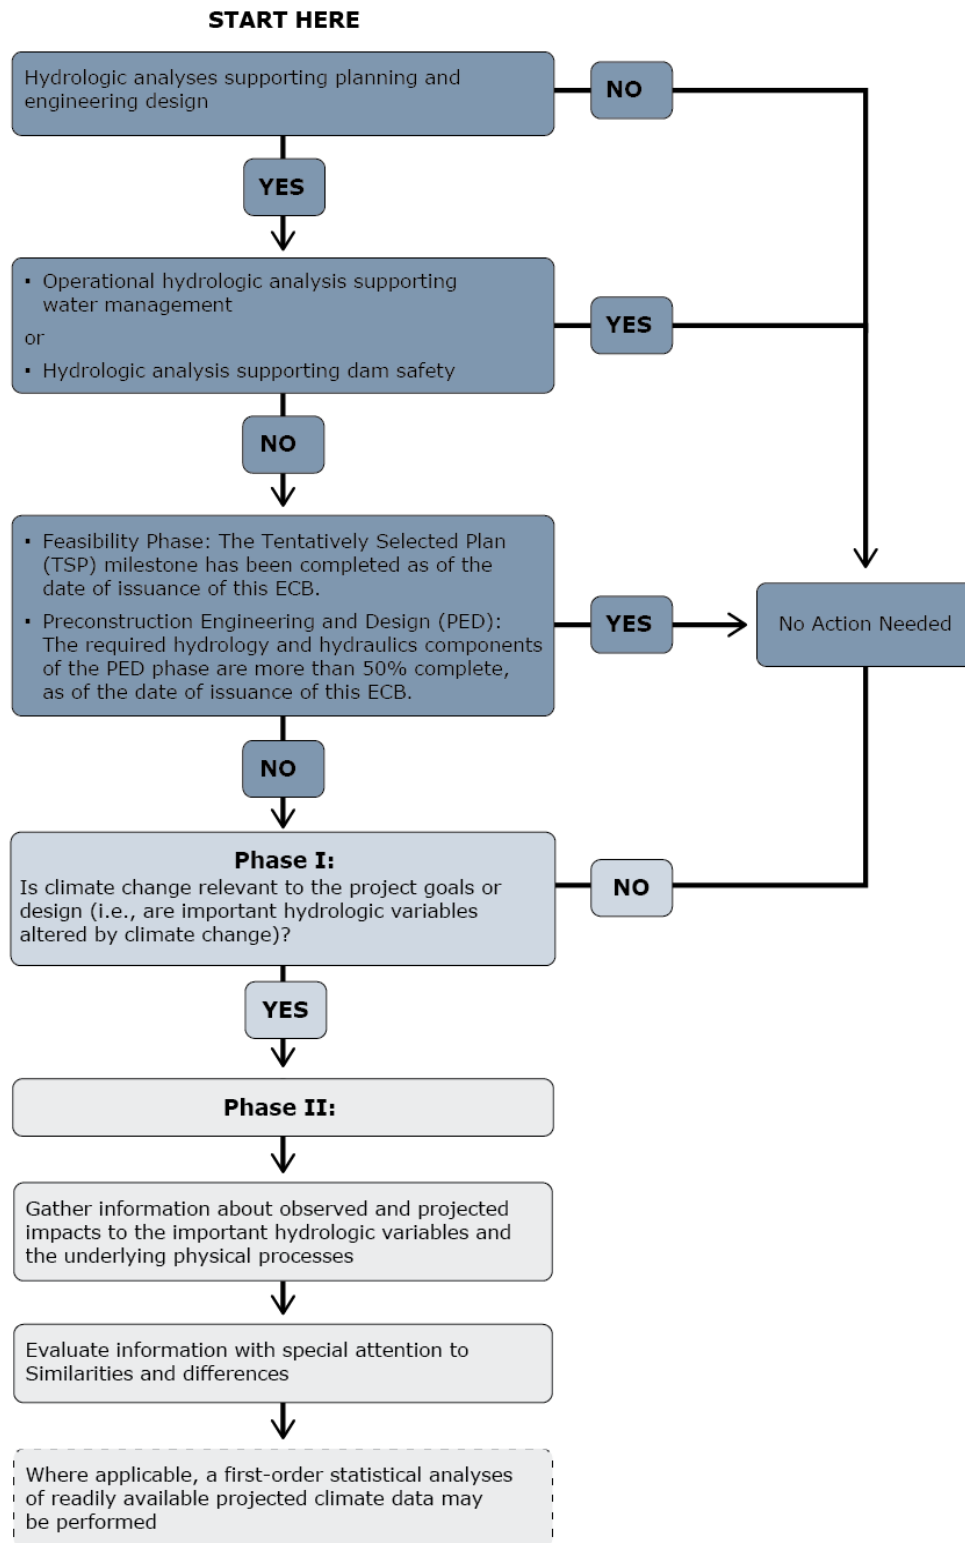 START HERE
Hydrologic analyses supporting planning and
engineering design
NO
YES
▪ Operational hydrologic analysis supporting
water management
or
▪ Hydrologic analysis supporting dam safety
YES
NO
▪ Feasibility Phase: The Tentatively Selected Plan
(TSP) milestone has been completed as of the
date of issuance of this ECB.
▪ Preconstruction Engineering and Design (PED):
The required hydrology and hydraulics components
of the PED phase are more than 50% complete,
as of the date of issuance of this ECB.
YES
No Action Needed
NO
Phase I:
Is climate change relevant to the project goals or
design (i.e., are important hydrologic variables
altered by climate change)?
NO
YES
Phase II:
Gather information about observed and projected
impacts to the important hydrologic variables and
the underlying physical processes
Evaluate information with special attention to
Similarities and differences
Where applicable, a first-order statistical analyses
of readily available projected climate data may
be performed